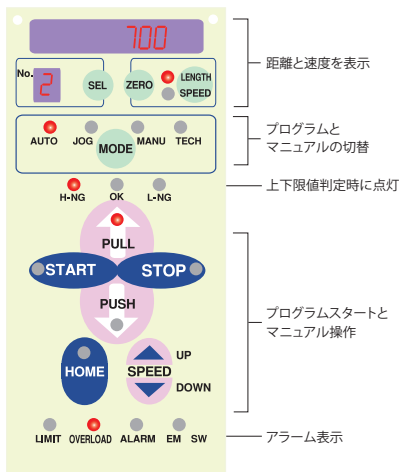 700
No.
2
SEL
ZERO
LENGTH
SPEED
距離と速度を表示
AUTO JOG MANU TECH
MODE
プログラムと
マニュアルの切替
H-NG OK L-NG
上下限値判定時に点灯
PULL
START STOP
PUSH
プログラムスタートと
マニュアル操作
HOME
SPEED
UP
DOWN
LIMIT OVERLOAD ALARM EM SW
アラーム表示